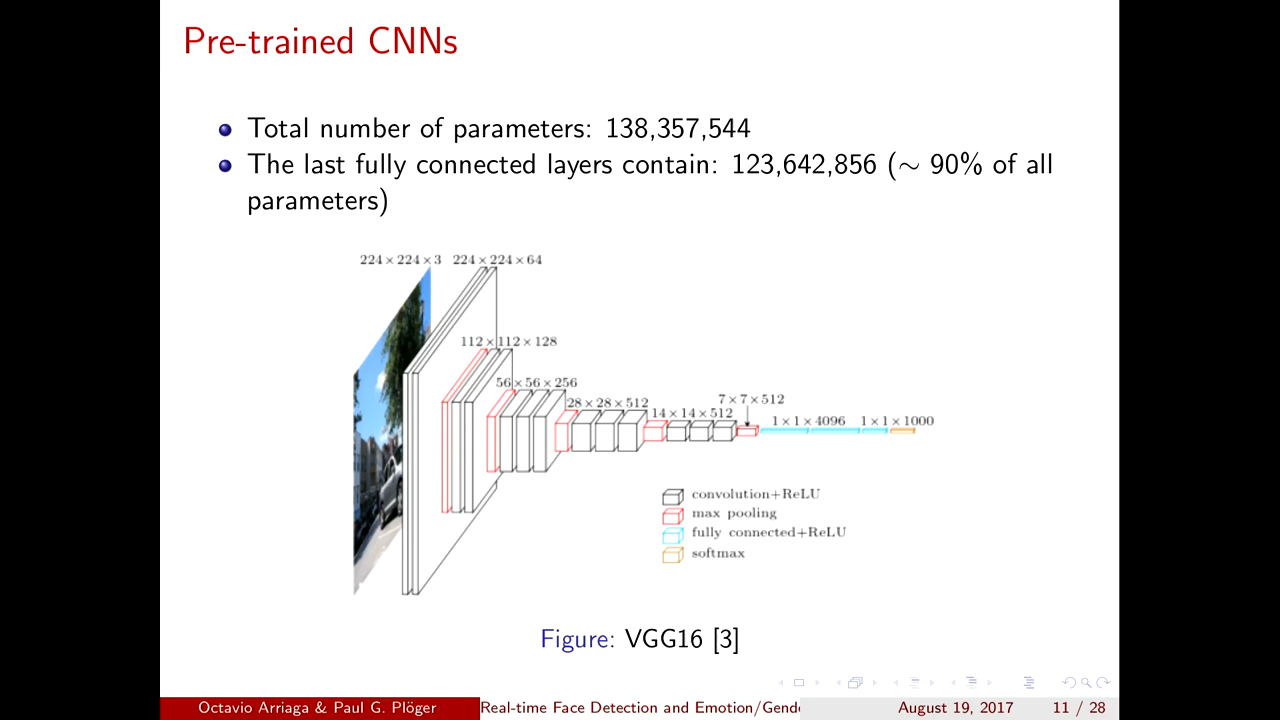 Pre-trained CNNs
Total number of parameters: 138,357,544
The last fully connected layers contain: 123,642,856 (∼ 90% of all
parameters)
224×224×3 224×224×64
112×112×128
56×56×256
28×28×512
14×14×512
7×7×512
1×1×4096 1×1×1000
convolution+ReLU
max pooling
fully connected+ReLU
softmax
Figure: VGG16 [3]
Octavio Arriaga & Paul G. Plöger Real-time Face Detection and Emotion/Gend August 19, 2017 11 / 28